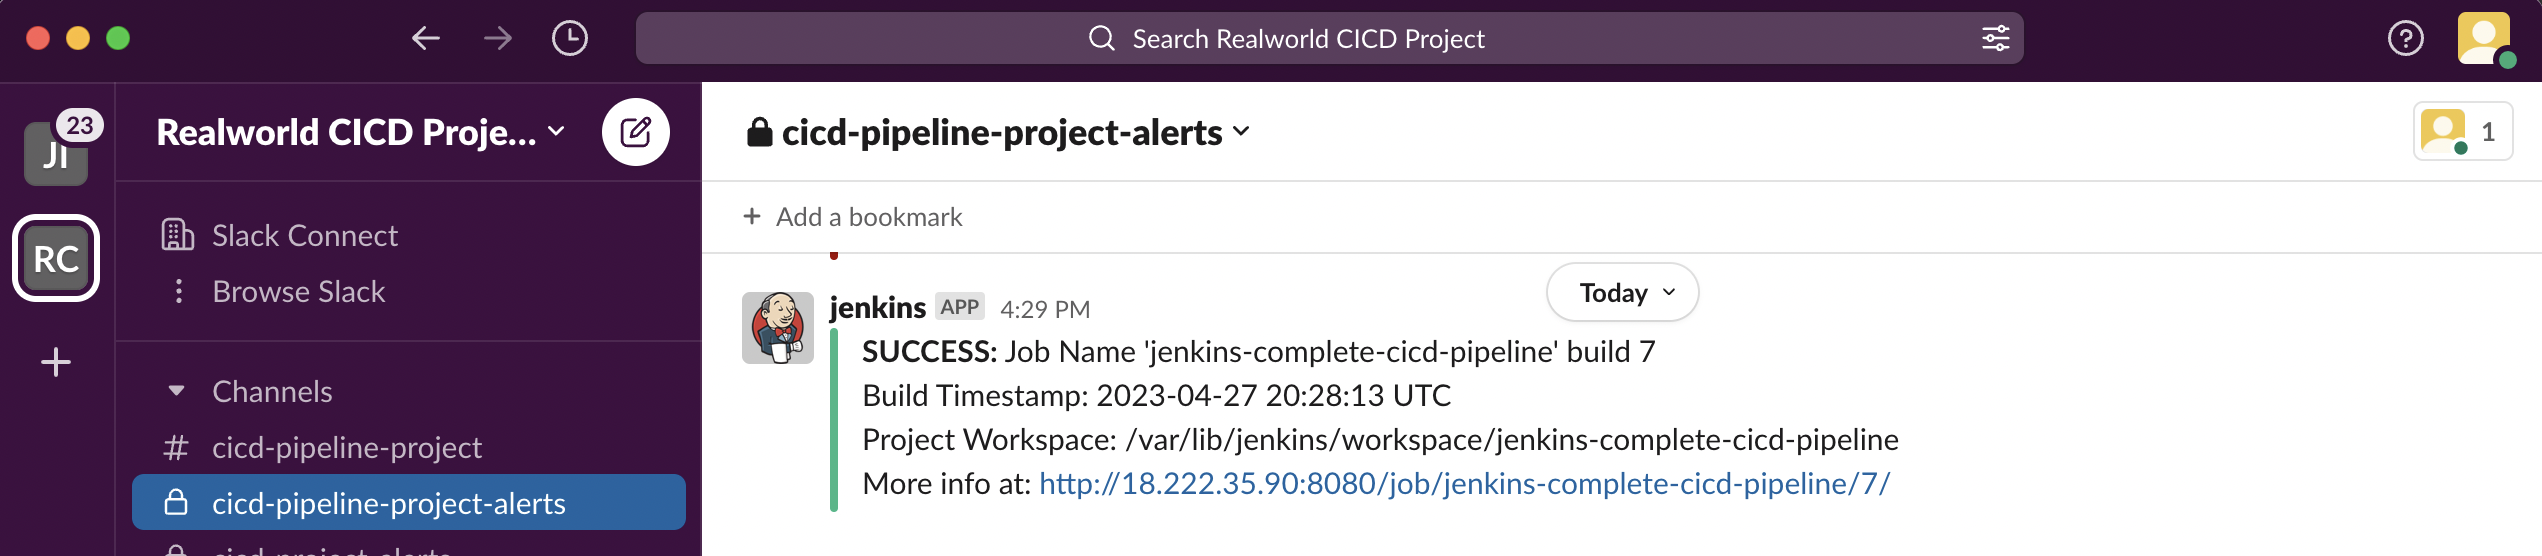 Search Realworld CICD Project
23
JI
RC
Realworld CICD Proje...
Slack Connect
Browse Slack
Channels
cicd-pipeline-project
cicd-pipeline-project-alerts
cicd-project-alerts
cicd-pipeline-project-alerts
1
+ Add a bookmark
Today
jenkins APP 4:29 PM
SUCCESS: Job Name 'jenkins-complete-cicd-pipeline' build 7
Build Timestamp: 2023-04-27 20:28:13 UTC
Project Workspace: /var/lib/jenkins/workspace/jenkins-complete-cicd-pipeline
More info at: http://18.222.35.90:8080/job/jenkins-complete-cicd-pipeline/7/